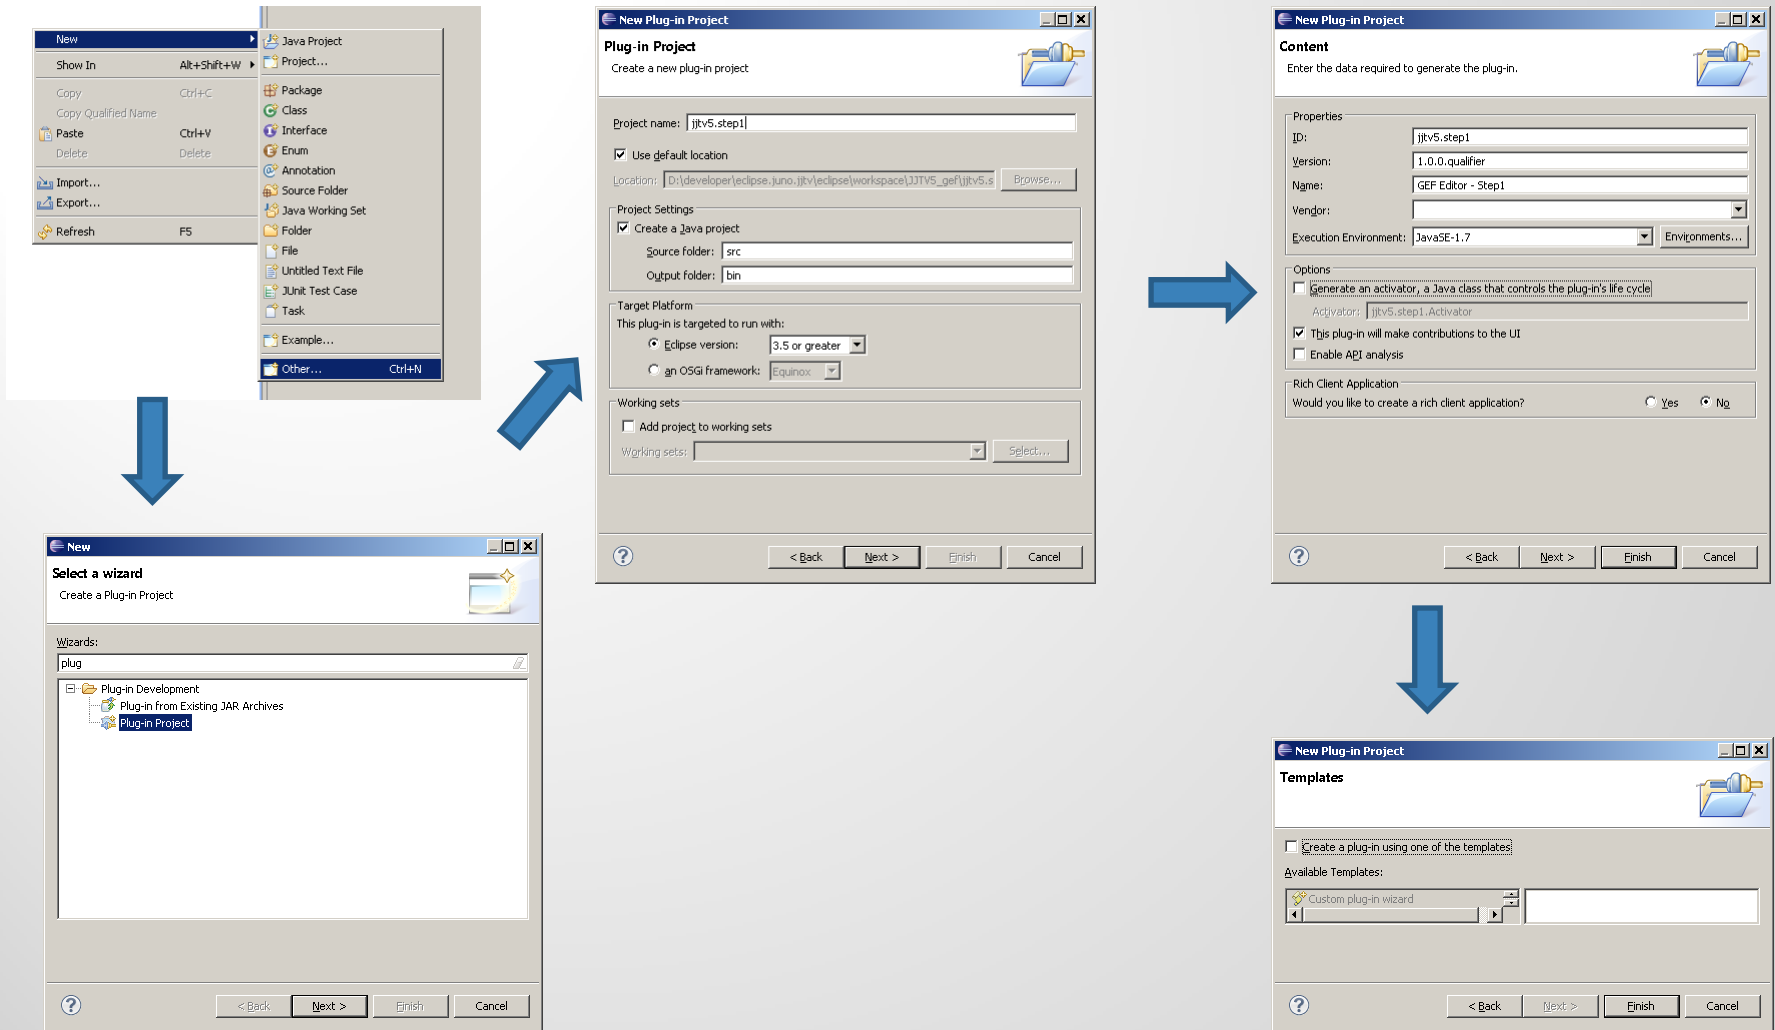 New
Show In Alt+Shift+W
Copy Ctrl+C
Copy Qualified Name
Paste Ctrl+V
Delete Delete
Import...
Export...
Refresh F5
Java Project
Project...
Package
Class
Interface
Enum
Annotation
Source Folder
Java Working Set
Folder
File
Untitled Text File
JUnit Test Case
Task
Example...
Other... Ctrl+N
New
Select a wizard
Create a Plug-in Project
Wizards:
plug
Plug-in Development
Plug-in from Existing JAR Archives
Plug-in Project
< Back Next > Finish Cancel
New Plug-in Project
Plug-in Project
Create a new plug-in project
Project name: jjtv5.step1
Use default location
Location: D:\developer\eclipse.juno.jjtv\eclipse\workspace\JJTV5_gef\jjtv5.s Browse...
Project Settings
Create a Java project
Source folder: src
Output folder: bin
Target Platform
This plug-in is targeted to run with:
Eclipse version: 3.5 or greater
an OSGi framework: Equinox
Working sets
Add project to working sets
Working sets: Select...
< Back Next > Finish Cancel
New Plug-in Project
Content
Enter the data required to generate the plug-in.
Properties
ID: jjtv5.step1
Version: 1.0.0.qualifier
Name: GEF Editor - Step1
Vendor:
Execution Environment: JavaSE-1.7 Environments...
Options
Generate an activator, a Java class that controls the plug-in's life cycle
Activator: jjtv5.step1.Activator
This plug-in will make contributions to the UI
Enable API analysis
Rich Client Application
Would you like to create a rich client application? Yes No
< Back Next > Finish Cancel
New Plug-in Project
Templates
Create a plug-in using one of the templates
Available Templates:
Custom plug-in wizard
< Back Next > Finish Cancel